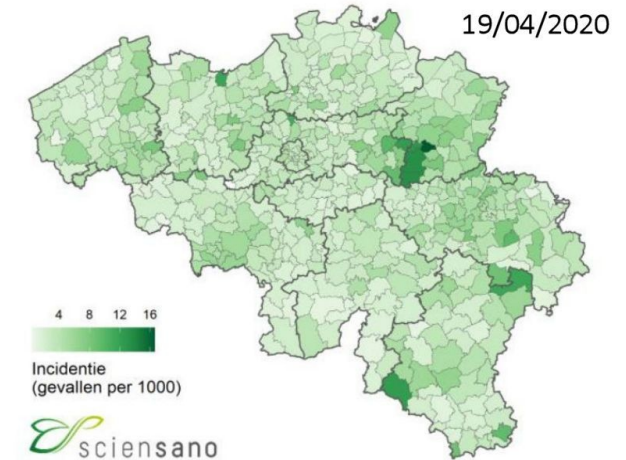 19/04/2020
4 8 12 16
Incidentie
(gevallen per 1000)
sciensano